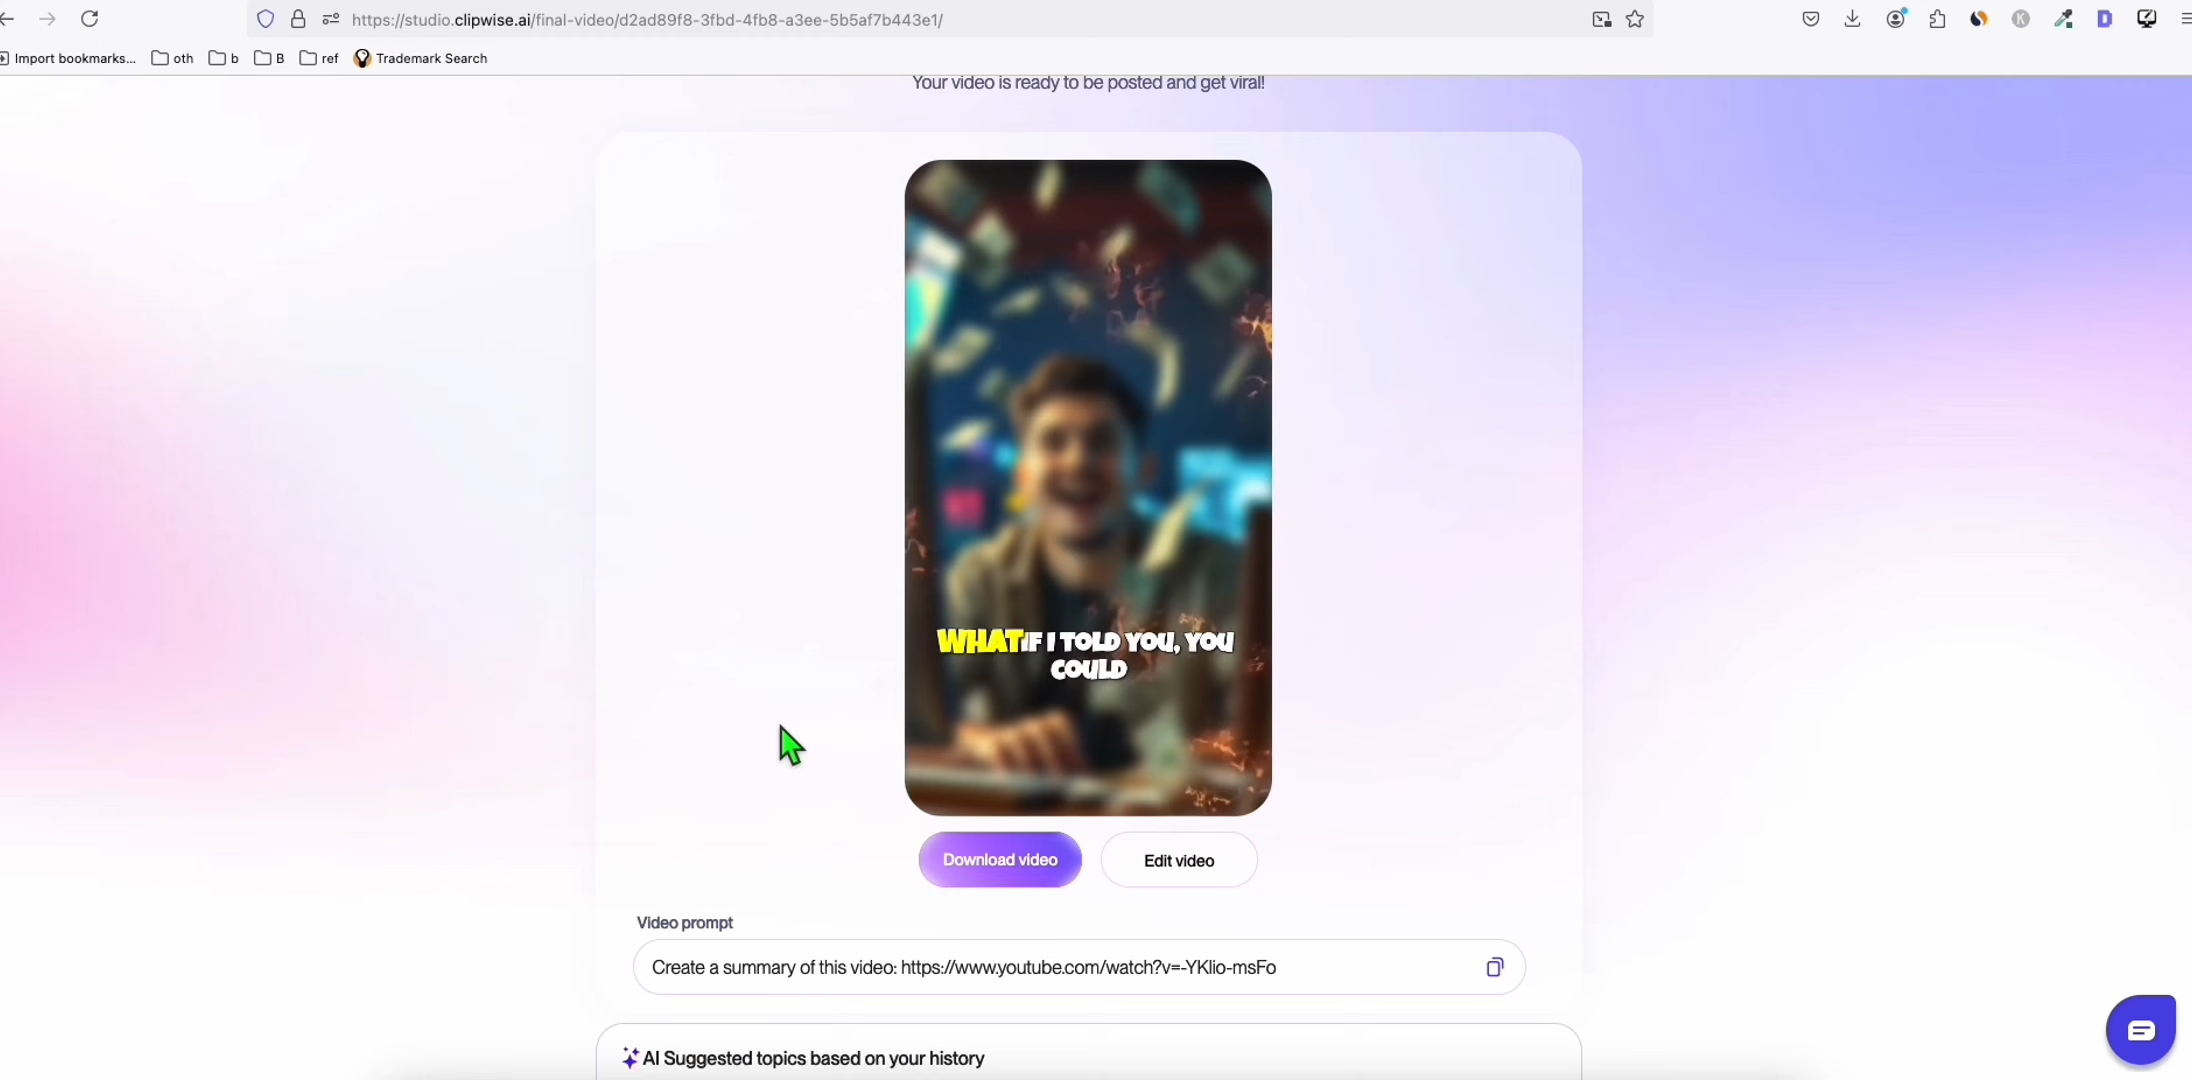 https://studio.clipwise.ai/final-video/d2ad89f8-3fbd-4fb8-a3ee-5b5af7b443e1/
Import bookmarks... oth b B ref Trademark Search
Your video is ready to be posted and get viral!
WHAT IF I TOLD YOU, YOU
COULD
Download video Edit video
Video prompt
Create a summary of this video: https://www.youtube.com/watch?v=-YKlio-msFo
AI Suggested topics based on your history